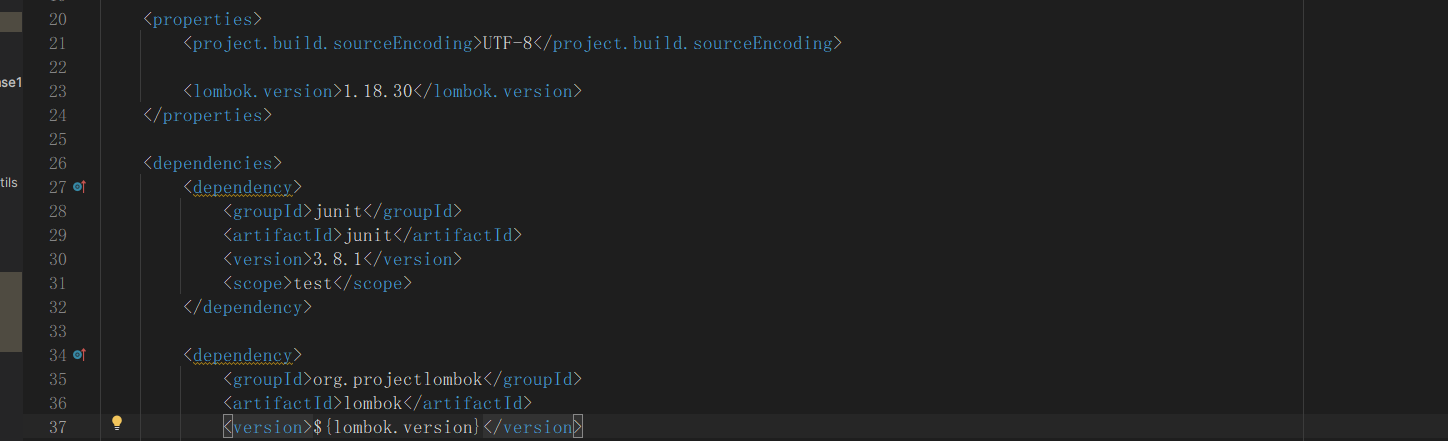 20 <properties>
21 <project.build.sourceEncoding>UTF-8</project.build.sourceEncoding>
22
ase1
23 <lombok.version>1.18.30</lombok.version>
24 </properties>
25
26 <dependencies>
tils
27 <dependency>
28 <groupId>junit</groupId>
29 <artifactId>junit</artifactId>
30 <version>3.8.1</version>
31 <scope>test</scope>
32 </dependency>
33
34 <dependency>
35 <groupId>org.projectlombok</groupId>
36 <artifactId>lombok</artifactId>
37 <version>${lombok.version}</version>